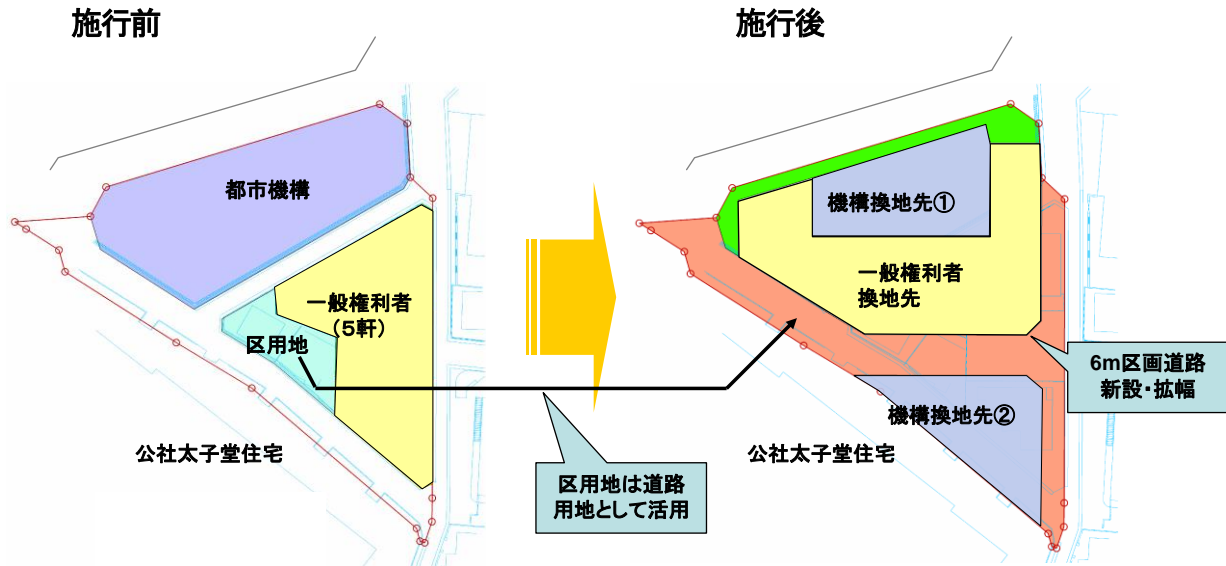 施行前
都市機構
一般権利者
（５軒）
区用地
公社太子堂住宅
区用地は道路
用地として活用
施行後
機構換地先①
一般権利者
換地先
6m区画道路
新設・拡幅
機構換地先②
公社太子堂住宅